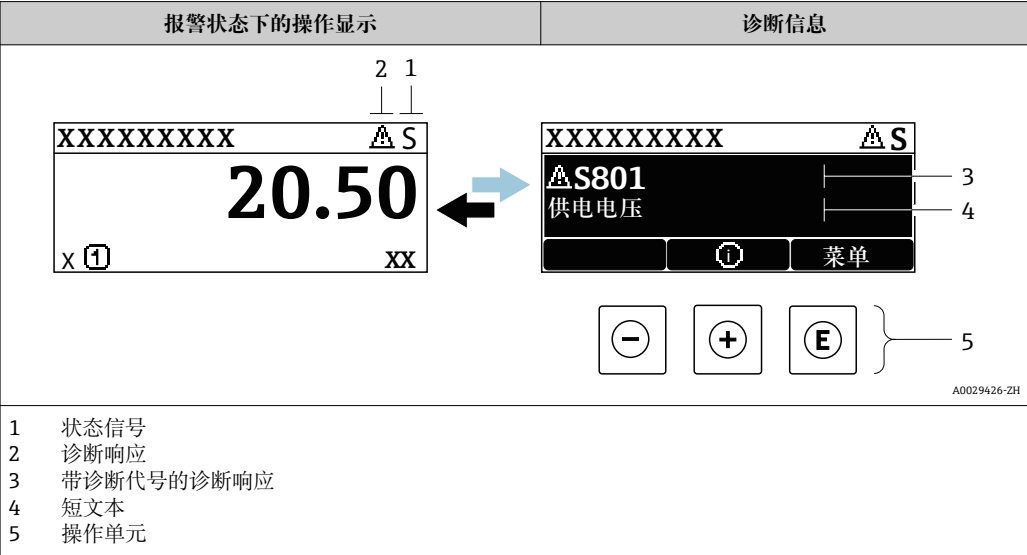 报警状态下的操作显示
诊断信息
2 1
XXXXXXXXX S
20.50
X 1
XX
XXXXXXXXX S
S801
供电电压
i 菜单
3
4
- + E
5
A0029426-ZH
1 状态信号
2 诊断响应
3 带诊断代号的诊断响应
4 短文本
5 操作单元